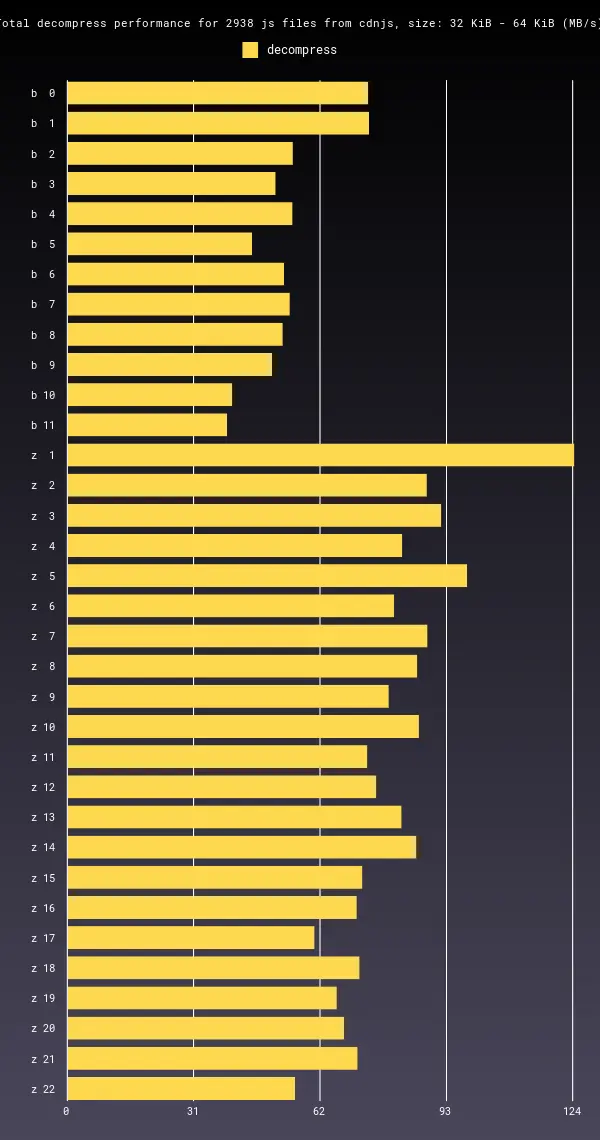 Total decompress performance for 2938 js files from cdnjs, size: 32 KiB - 64 KiB (MB/s)
decompress
b 0
b 1
b 2
b 3
b 4
b 5
b 6
b 7
b 8
b 9
b 10
b 11
z 1
z 2
z 3
z 4
z 5
z 6
z 7
z 8
z 9
z 10
z 11
z 12
z 13
z 14
z 15
z 16
z 17
z 18
z 19
z 20
z 21
z 22
0 31 62 93 124